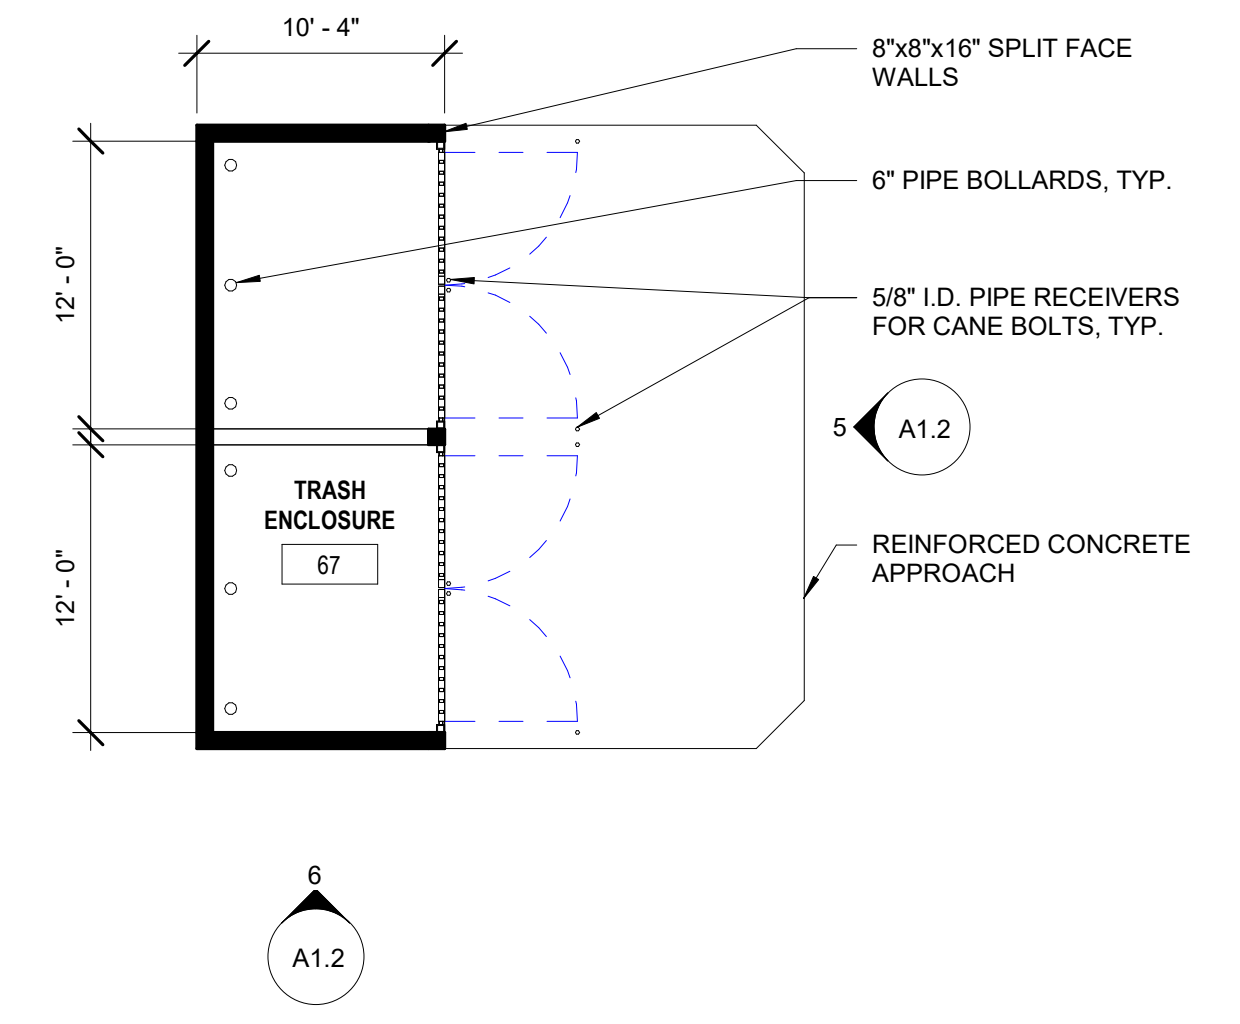 10' - 4"
8"x8"x16" SPLIT FACE
WALLS
6" PIPE BOLLARDS, TYP.
12' - 0"
5/8" I.D. PIPE RECEIVERS
FOR CANE BOLTS, TYP.
5
A1.2
TRASH
ENCLOSURE
67
12' - 0"
REINFORCED CONCRETE
APPROACH
6
A1.2